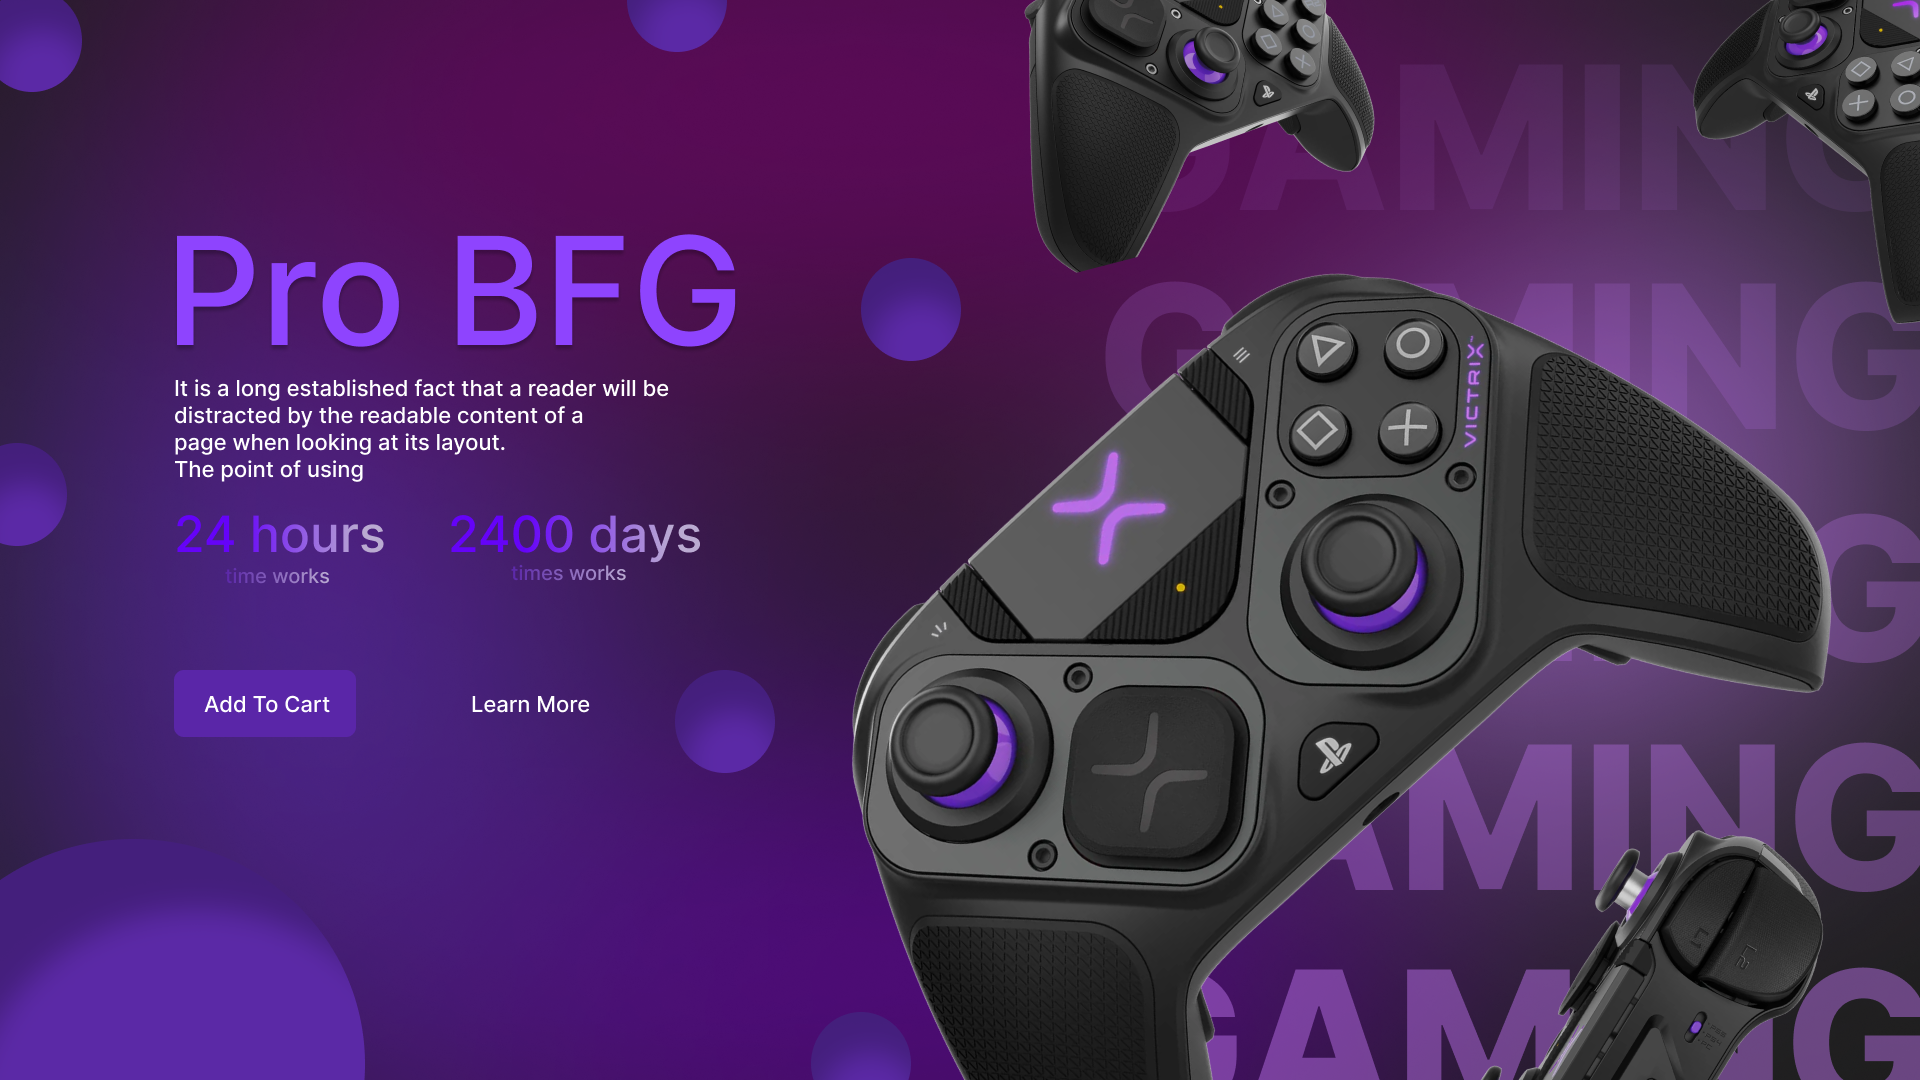 GAMING
Pro BFG
GAMING
VICTRIX
It is a long established fact that a reader will be
distracted by the readable content of a
page when looking at its layout.
The point of using
24 hours
2400 days
time works
times works
GAMING
Add To Cart
Learn More
GAMING
GAMING